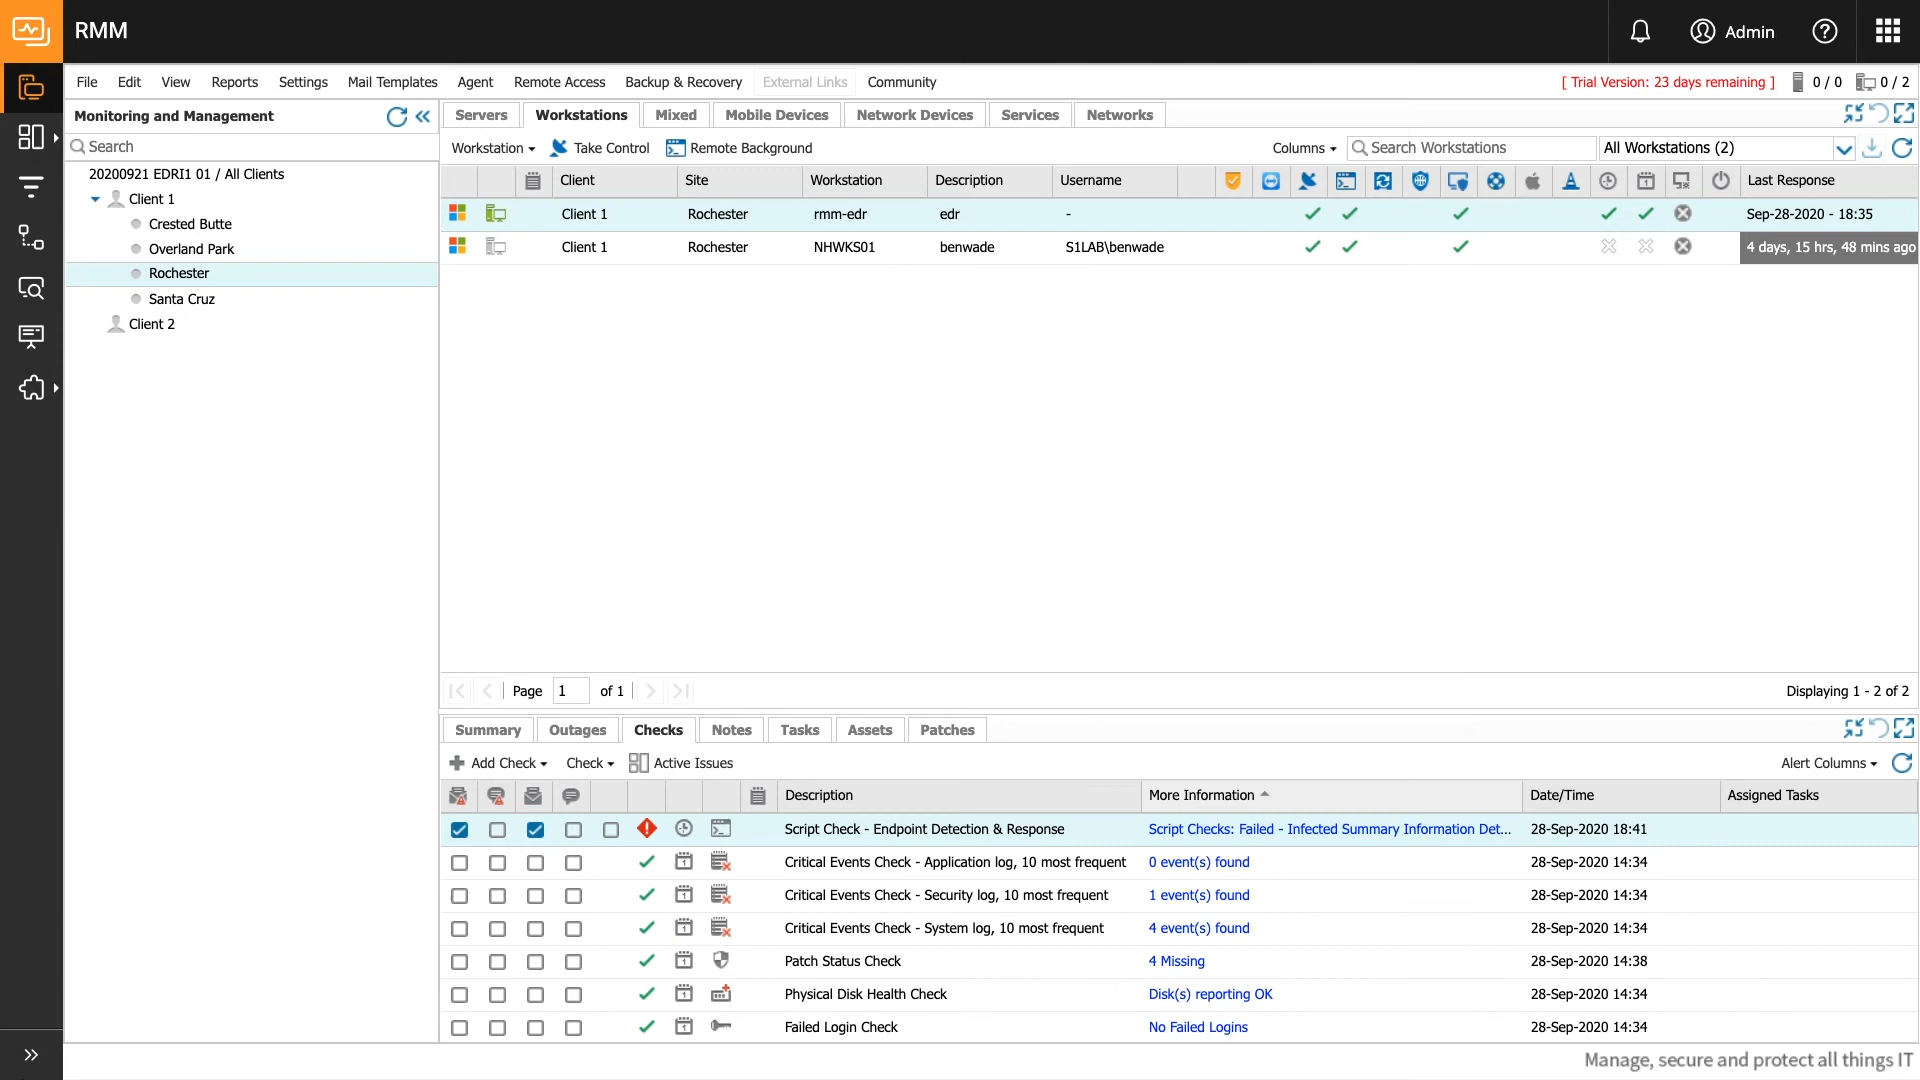 RMM
Admin
File Edit View Reports Settings Mail Templates Agent Remote Access Backup & Recovery External Links Community
[ Trial Version: 23 days remaining ] 0 / 0 0 / 2
Monitoring and Management
Search
20200921 EDRI1 01 / All Clients
Client 1
Crested Butte
Overland Park
Rochester
Santa Cruz
Client 2
Servers Workstations Mixed Mobile Devices Network Devices Services Networks
Workstation Take Control Remote Background Columns Search Workstations All Workstations (2)
Client Site Workstation Description Username Last Response
Client 1 Rochester rmm-edr edr - Sep-28-2020 - 18:35
Client 1 Rochester NHWKS01 benwade S1LAB\benwade 4 days, 15 hrs, 48 mins ago
Page 1 of 1 Displaying 1 - 2 of 2
Summary Outages Checks Notes Tasks Assets Patches
Add Check Check Active Issues Alert Columns
Description More Information Date/Time Assigned Tasks
Script Check - Endpoint Detection & Response Script Checks: Failed - Infected Summary Information Det... 28-Sep-2020 18:41
Critical Events Check - Application log, 10 most frequent 0 event(s) found 28-Sep-2020 14:34
Critical Events Check - Security log, 10 most frequent 1 event(s) found 28-Sep-2020 14:34
Critical Events Check - System log, 10 most frequent 4 event(s) found 28-Sep-2020 14:34
Patch Status Check 4 Missing 28-Sep-2020 14:38
Physical Disk Health Check Disk(s) reporting OK 28-Sep-2020 14:34
Failed Login Check No Failed Logins 28-Sep-2020 14:34
Manage, secure and protect all things IT